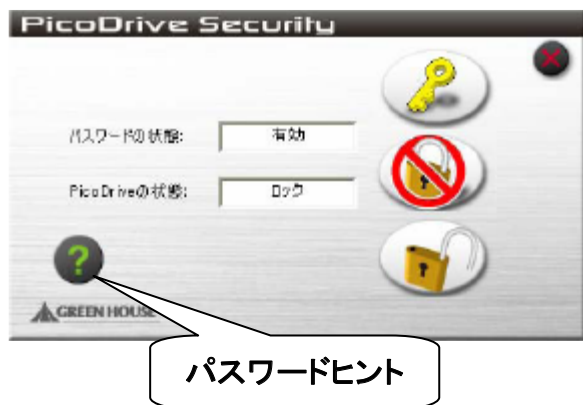 PicoDrive Security
パスワードの状態: 有効
PicoDriveの状態: ロック
?
GREEN HOUSE
パスワードヒント